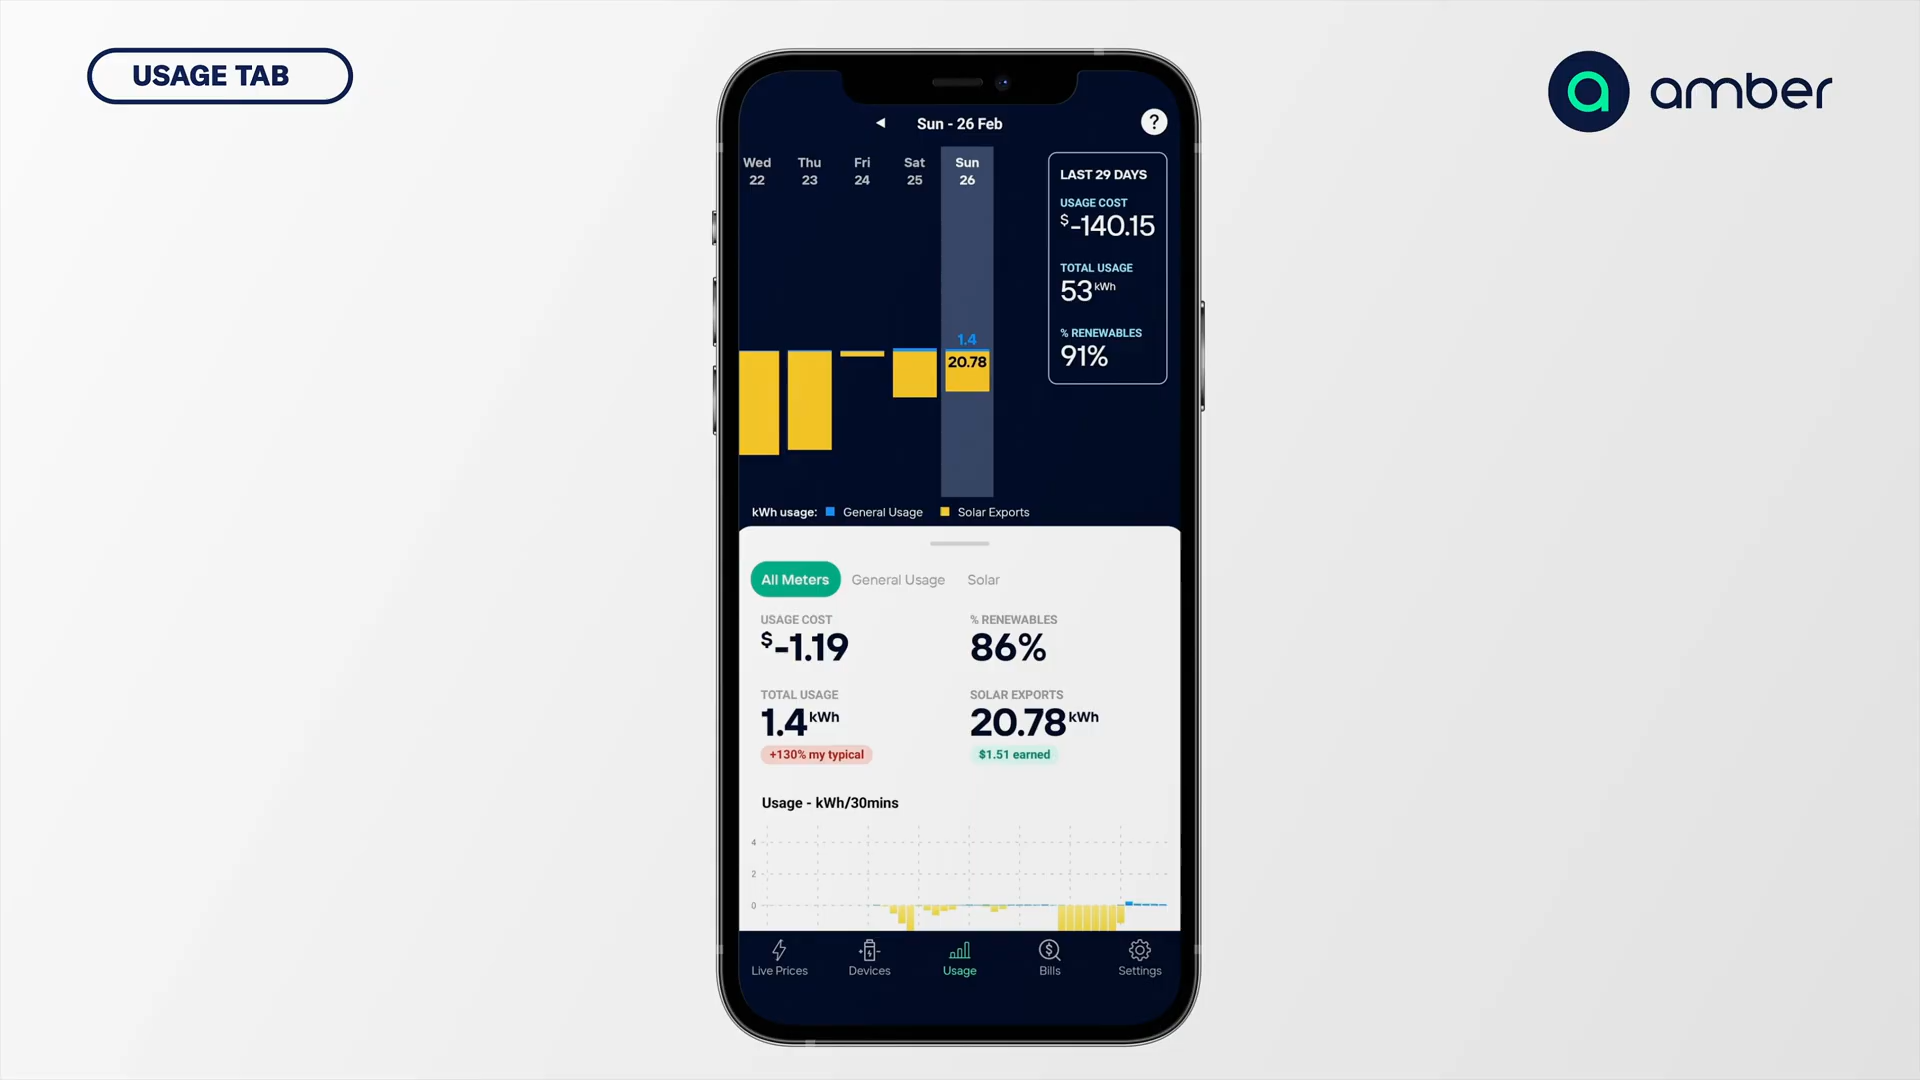 USAGE TAB
amber
Sun - 26 Feb
?
Wed Thu Fri Sat Sun
22 23 24 25 26
LAST 29 DAYS
USAGE COST
$-140.15
TOTAL USAGE
53 kWh
% RENEWABLES
91%
1.4
20.78
kWh usage: General Usage Solar Exports
All Meters General Usage Solar
USAGE COST % RENEWABLES
$-1.19 86%
TOTAL USAGE SOLAR EXPORTS
1.4 kWh 20.78 kWh
+130% my typical $1.51 earned
Usage - kWh/30mins
4
2
0
Live Prices Devices Usage Bills Settings